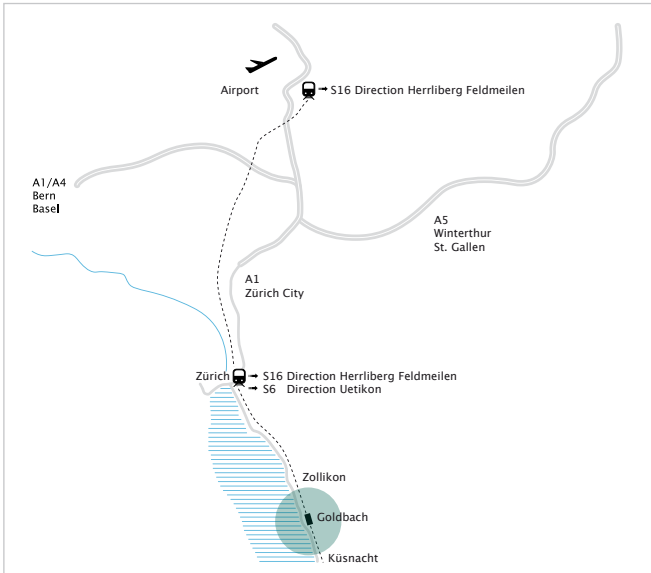 Airport
→ S16 Direction Herrliberg Feldmeilen
A1/A4
Bern
Basel
A5
Winterthur
St. Gallen
A1
Zürich City
Zürich → S16 Direction Herrliberg Feldmeilen
→ S6 Direction Uetikon
Zollikon
Goldbach
Küsnacht